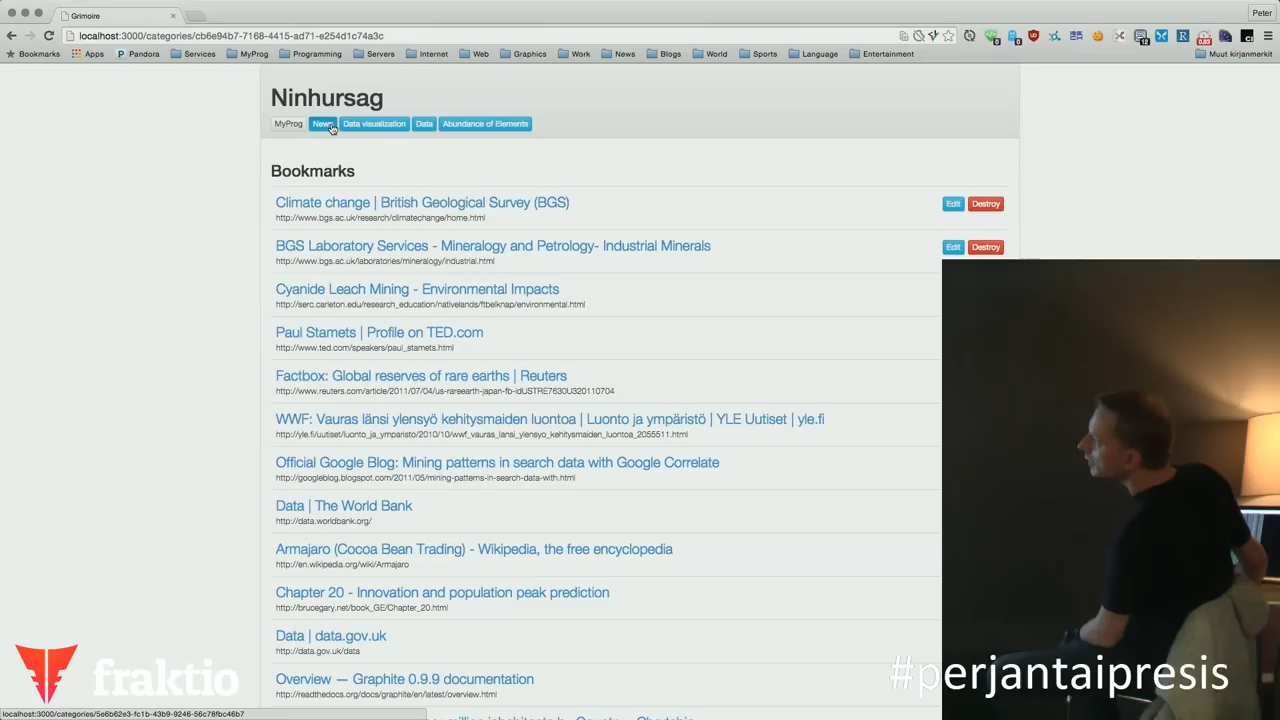 Grimoire
Peter
localhost:3000/categories/cb6e94b7-7168-4415-ad71-e254d1c74a3c
Bookmarks Apps Pandora Services MyProg Programming Servers Internet Web Graphics Work News Blogs World Sports Language Entertainment Muut kirjanmerkit
Ninhursag
MyProg News Data visualization Data Abundance of Elements
Bookmarks
Climate change | British Geological Survey (BGS)
Edit Destroy
http://www.bgs.ac.uk/research/climatechange/home.html
BGS Laboratory Services - Mineralogy and Petrology- Industrial Minerals
Edit Destroy
http://www.bgs.ac.uk/laboratories/mineralogy/industrial.html
Cyanide Leach Mining - Environmental Impacts
http://serc.carleton.edu/research_education/nativelands/ftbelknap/environmental.html
Paul Stamets | Profile on TED.com
http://www.ted.com/speakers/paul_stamets.html
Factbox: Global reserves of rare earths | Reuters
http://www.reuters.com/article/2011/07/04/us-rareearth-japan-fb-idUSTRE7630U320110704
WWF: Vauras länsi ylensyö kehitysmaiden luontoa | Luonto ja ympäristö | YLE Uutiset | yle.fi
http://yle.fi/uutiset/luonto_ja_ymparisto/2010/10/wwf_vauras_lansi_ylensyo_kehitysmaiden_luontoa_2055511.html
Official Google Blog: Mining patterns in search data with Google Correlate
http://googleblog.blogspot.com/2011/05/mining-patterns-in-search-data-with.html
Data | The World Bank
http://data.worldbank.org/
Armajaro (Cocoa Bean Trading) - Wikipedia, the free encyclopedia
http://en.wikipedia.org/wiki/Armajaro
Chapter 20 - Innovation and population peak prediction
http://brucegary.net/book_GE/Chapter_20.html
Data | data.gov.uk
http://data.gov.uk/data
Overview — Graphite 0.9.9 documentation
http://readthedocs.org/docs/graphite/en/latest/overview.html
fraktio
#perjantaipresis
localhost:3000/categories/5e6b62e3-fc1b-43b9-9246-56c78fbc46b7